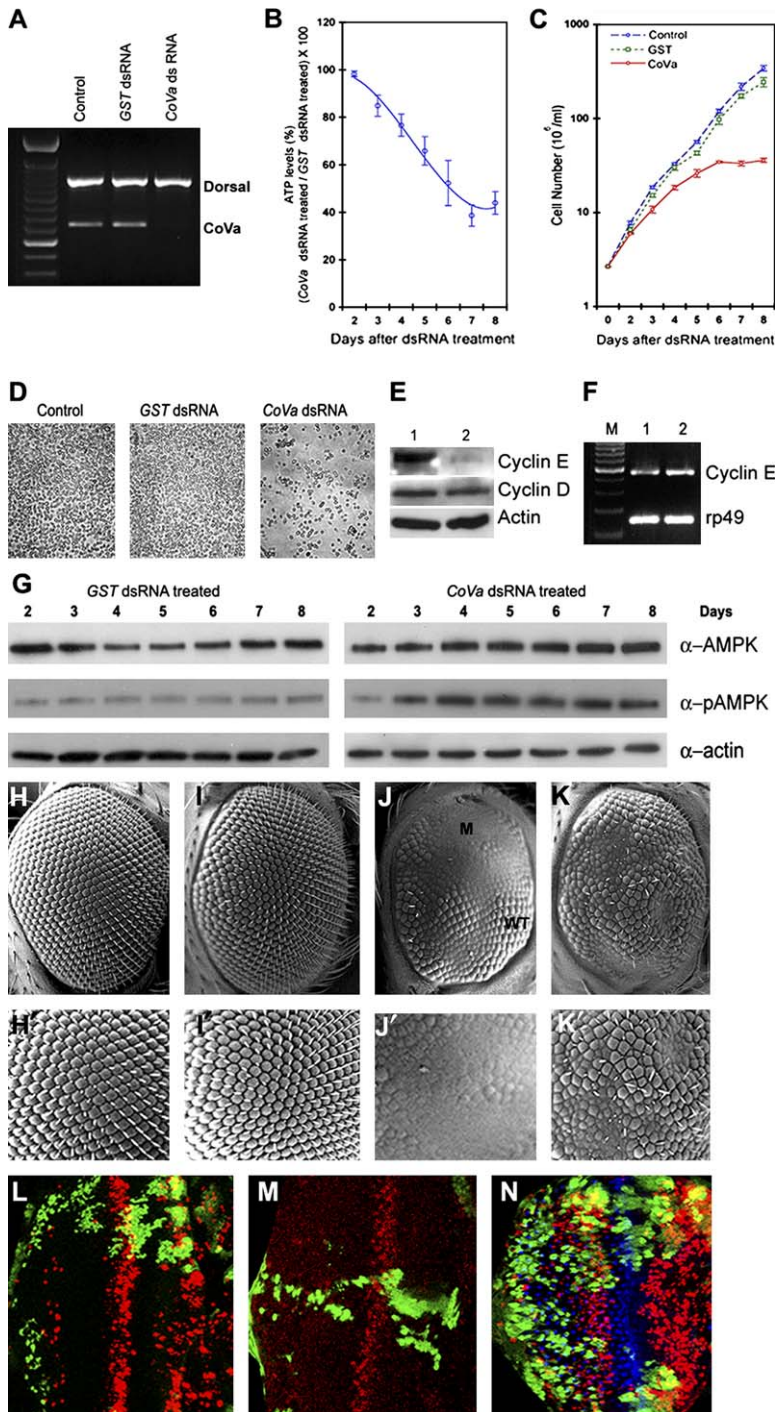 A
Control
GST dsRNA
CoVa ds RNA
Dorsal
CoVa
B
ATP levels (%)
(CoVa dsRNA treated / GST dsRNA treated) X 100
120
100
80
60
40
20
0
2 3 4 5 6 7 8
Days after dsRNA treatment
C
Control
GST
CoVa
Cell Number (10⁶/ml)
1000
100
10
1
0 2 3 4 5 6 7 8
Days after dsRNA treatment
D
Control
GST dsRNA
CoVa dsRNA
E
1 2
Cyclin E
Cyclin D
Actin
F
M 1 2
Cyclin E
rp49
G
GST dsRNA treated
CoVa dsRNA treated
2 3 4 5 6 7 8
2 3 4 5 6 7 8
Days
α–AMPK
α–pAMPK
α–actin
H
I
J
M
WT
K
H′
I′
J′
K′
L
M
N